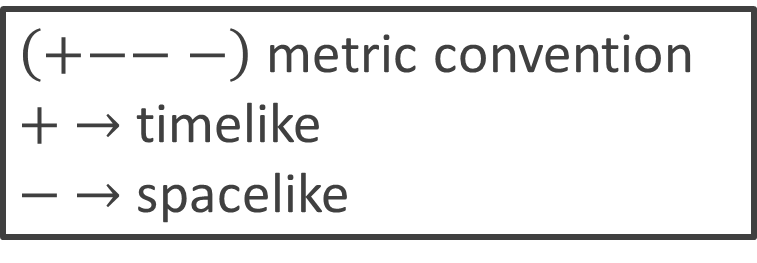 (+−− −) metric convention
+ → timelike
− → spacelike